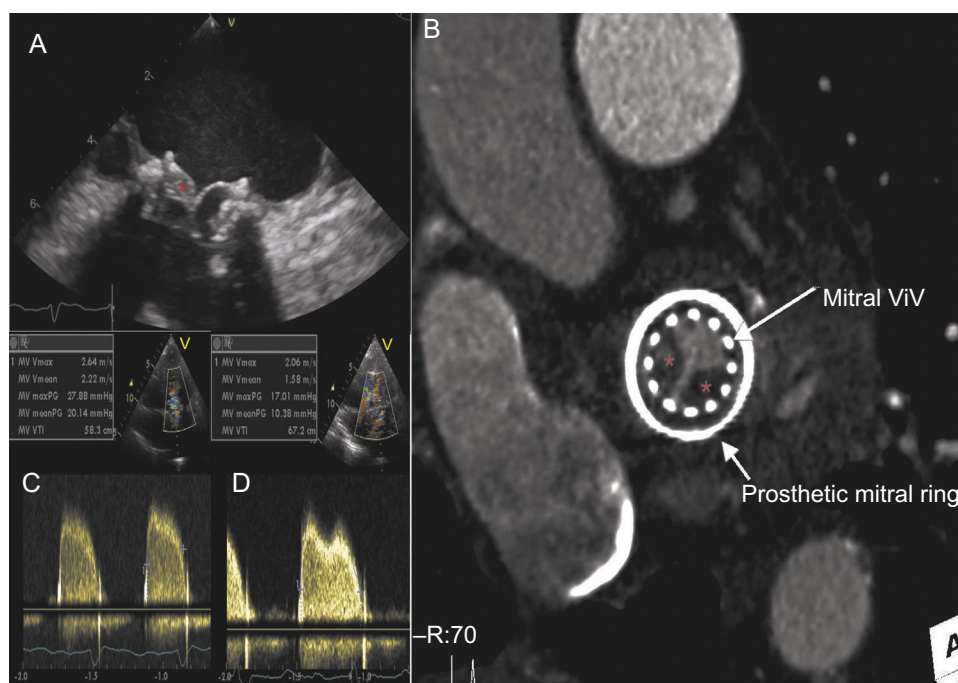 A
V
2
4
6
*
V
1 MV Vmax 2.64 m/s
MV Vmean 2.22 m/s
MV maxPG 27.88 mmHg
MV meanPG 20.14 mmHg
MV VTI 58.3 cm
5
10
V
1 MV Vmax 2.06 m/s
MV Vmean 1.58 m/s
MV maxPG 17.01 mmHg
MV meanPG 10.38 mmHg
MV VTI 67.2 cm
5
10
C
-2.0 -1.0
D
-2.0 -1.0
B
Mitral ViV
* *
Prosthetic mitral ring
–R:70
A